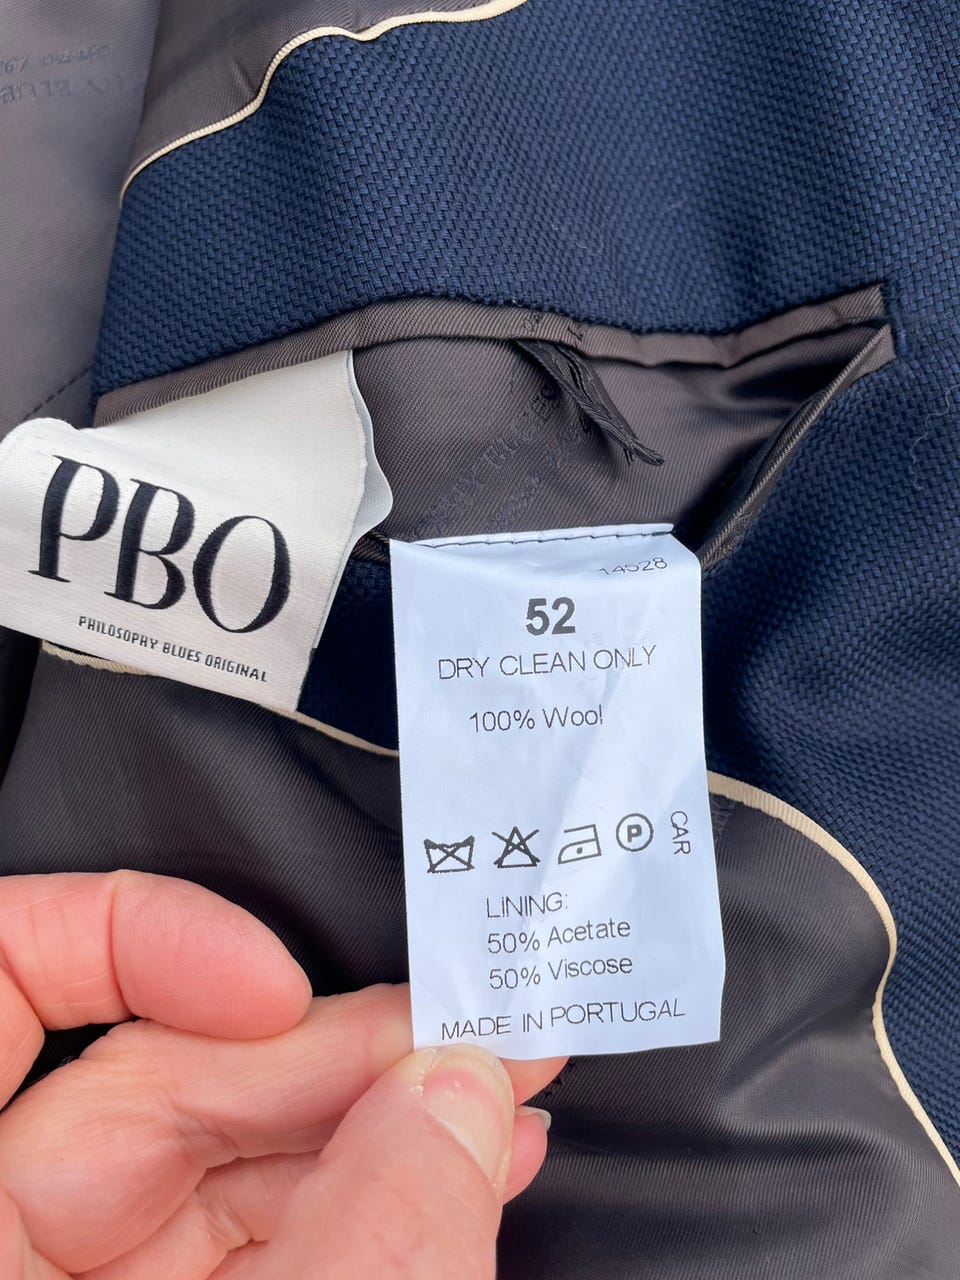 PBO
PHILOSOPHY BLUES ORIGINAL
14528
52
DRY CLEAN ONLY
100% Wool
P
CAR
LINING:
50% Acetate
50% Viscose
MADE IN PORTUGAL